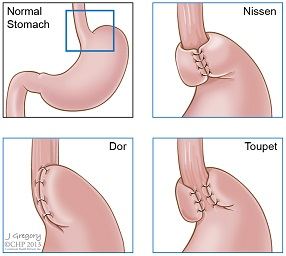 Normal
Stomach
Nissen
Dor
Toupet
J Gregory
©CHP 2013